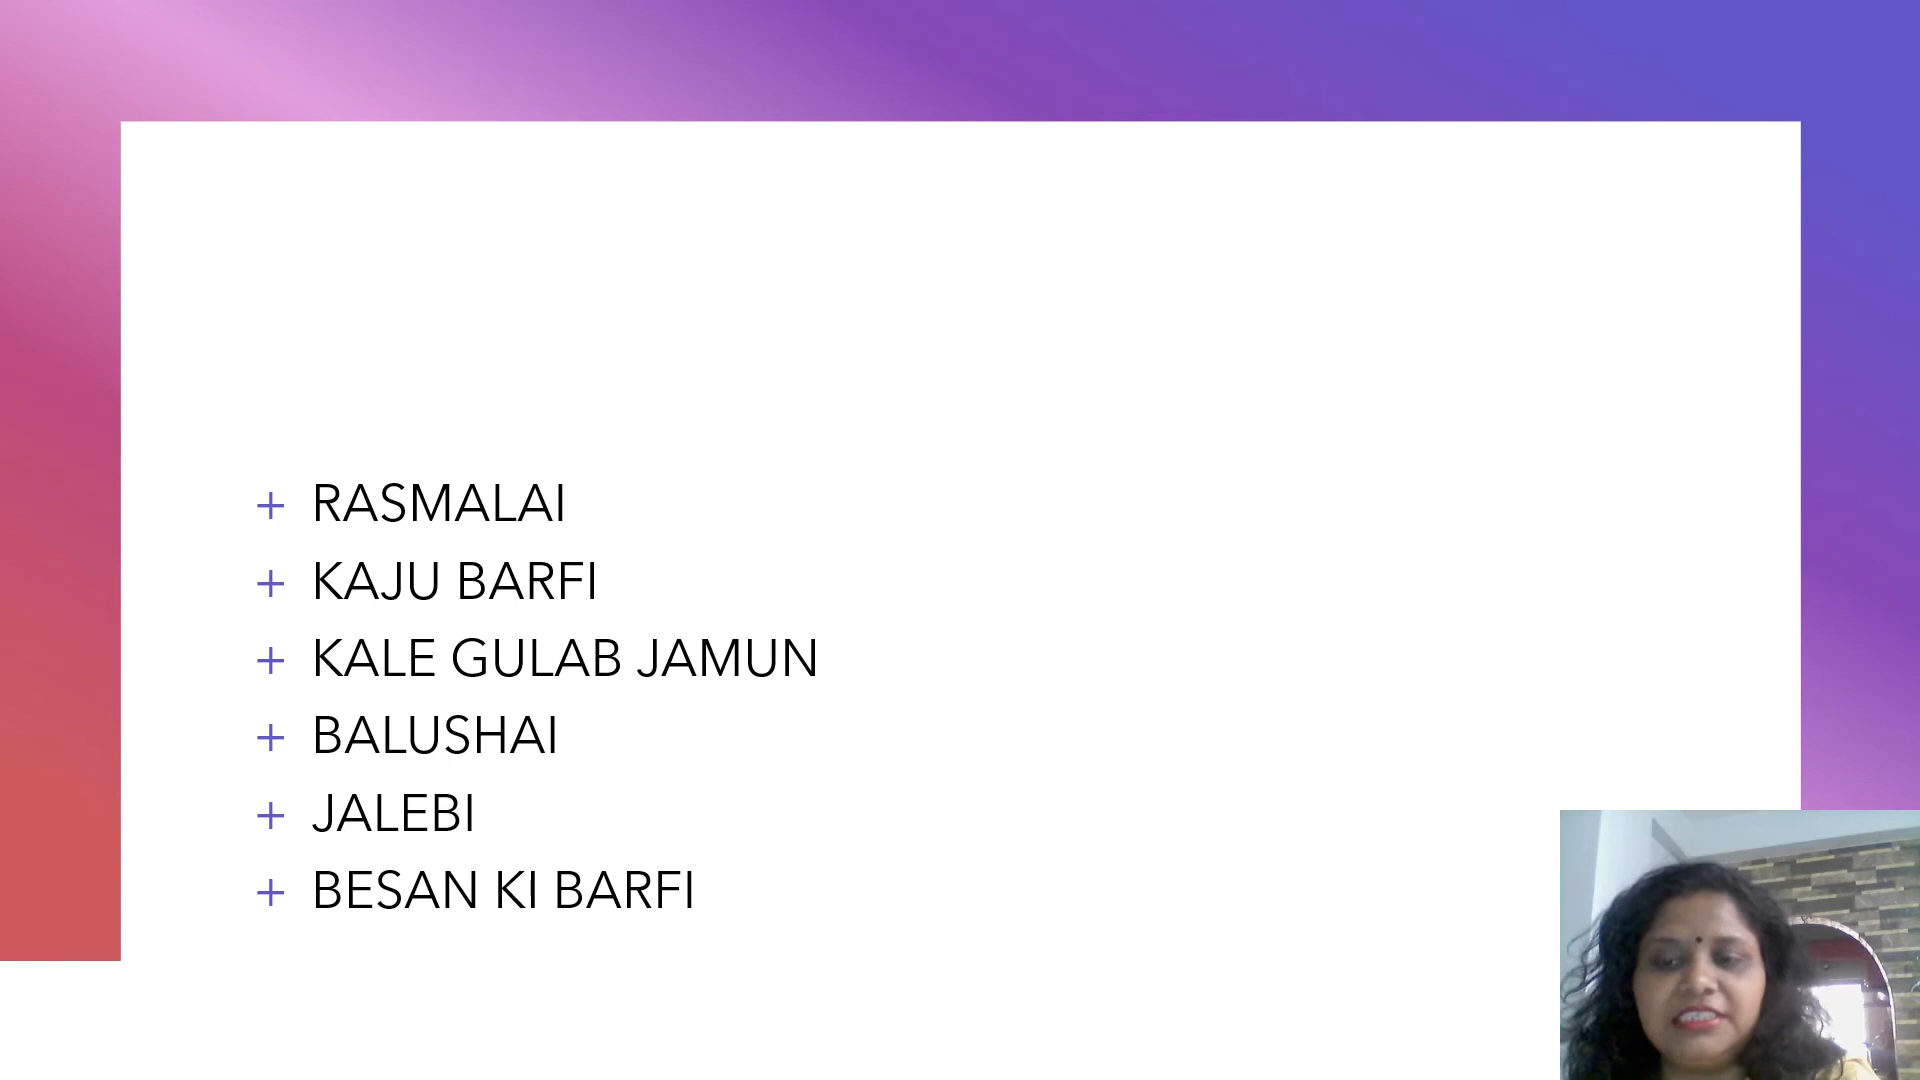 + RASMALAI
+ KAJU BARFI
+ KALE GULAB JAMUN
+ BALUSHAI
+ JALEBI
+ BESAN KI BARFI